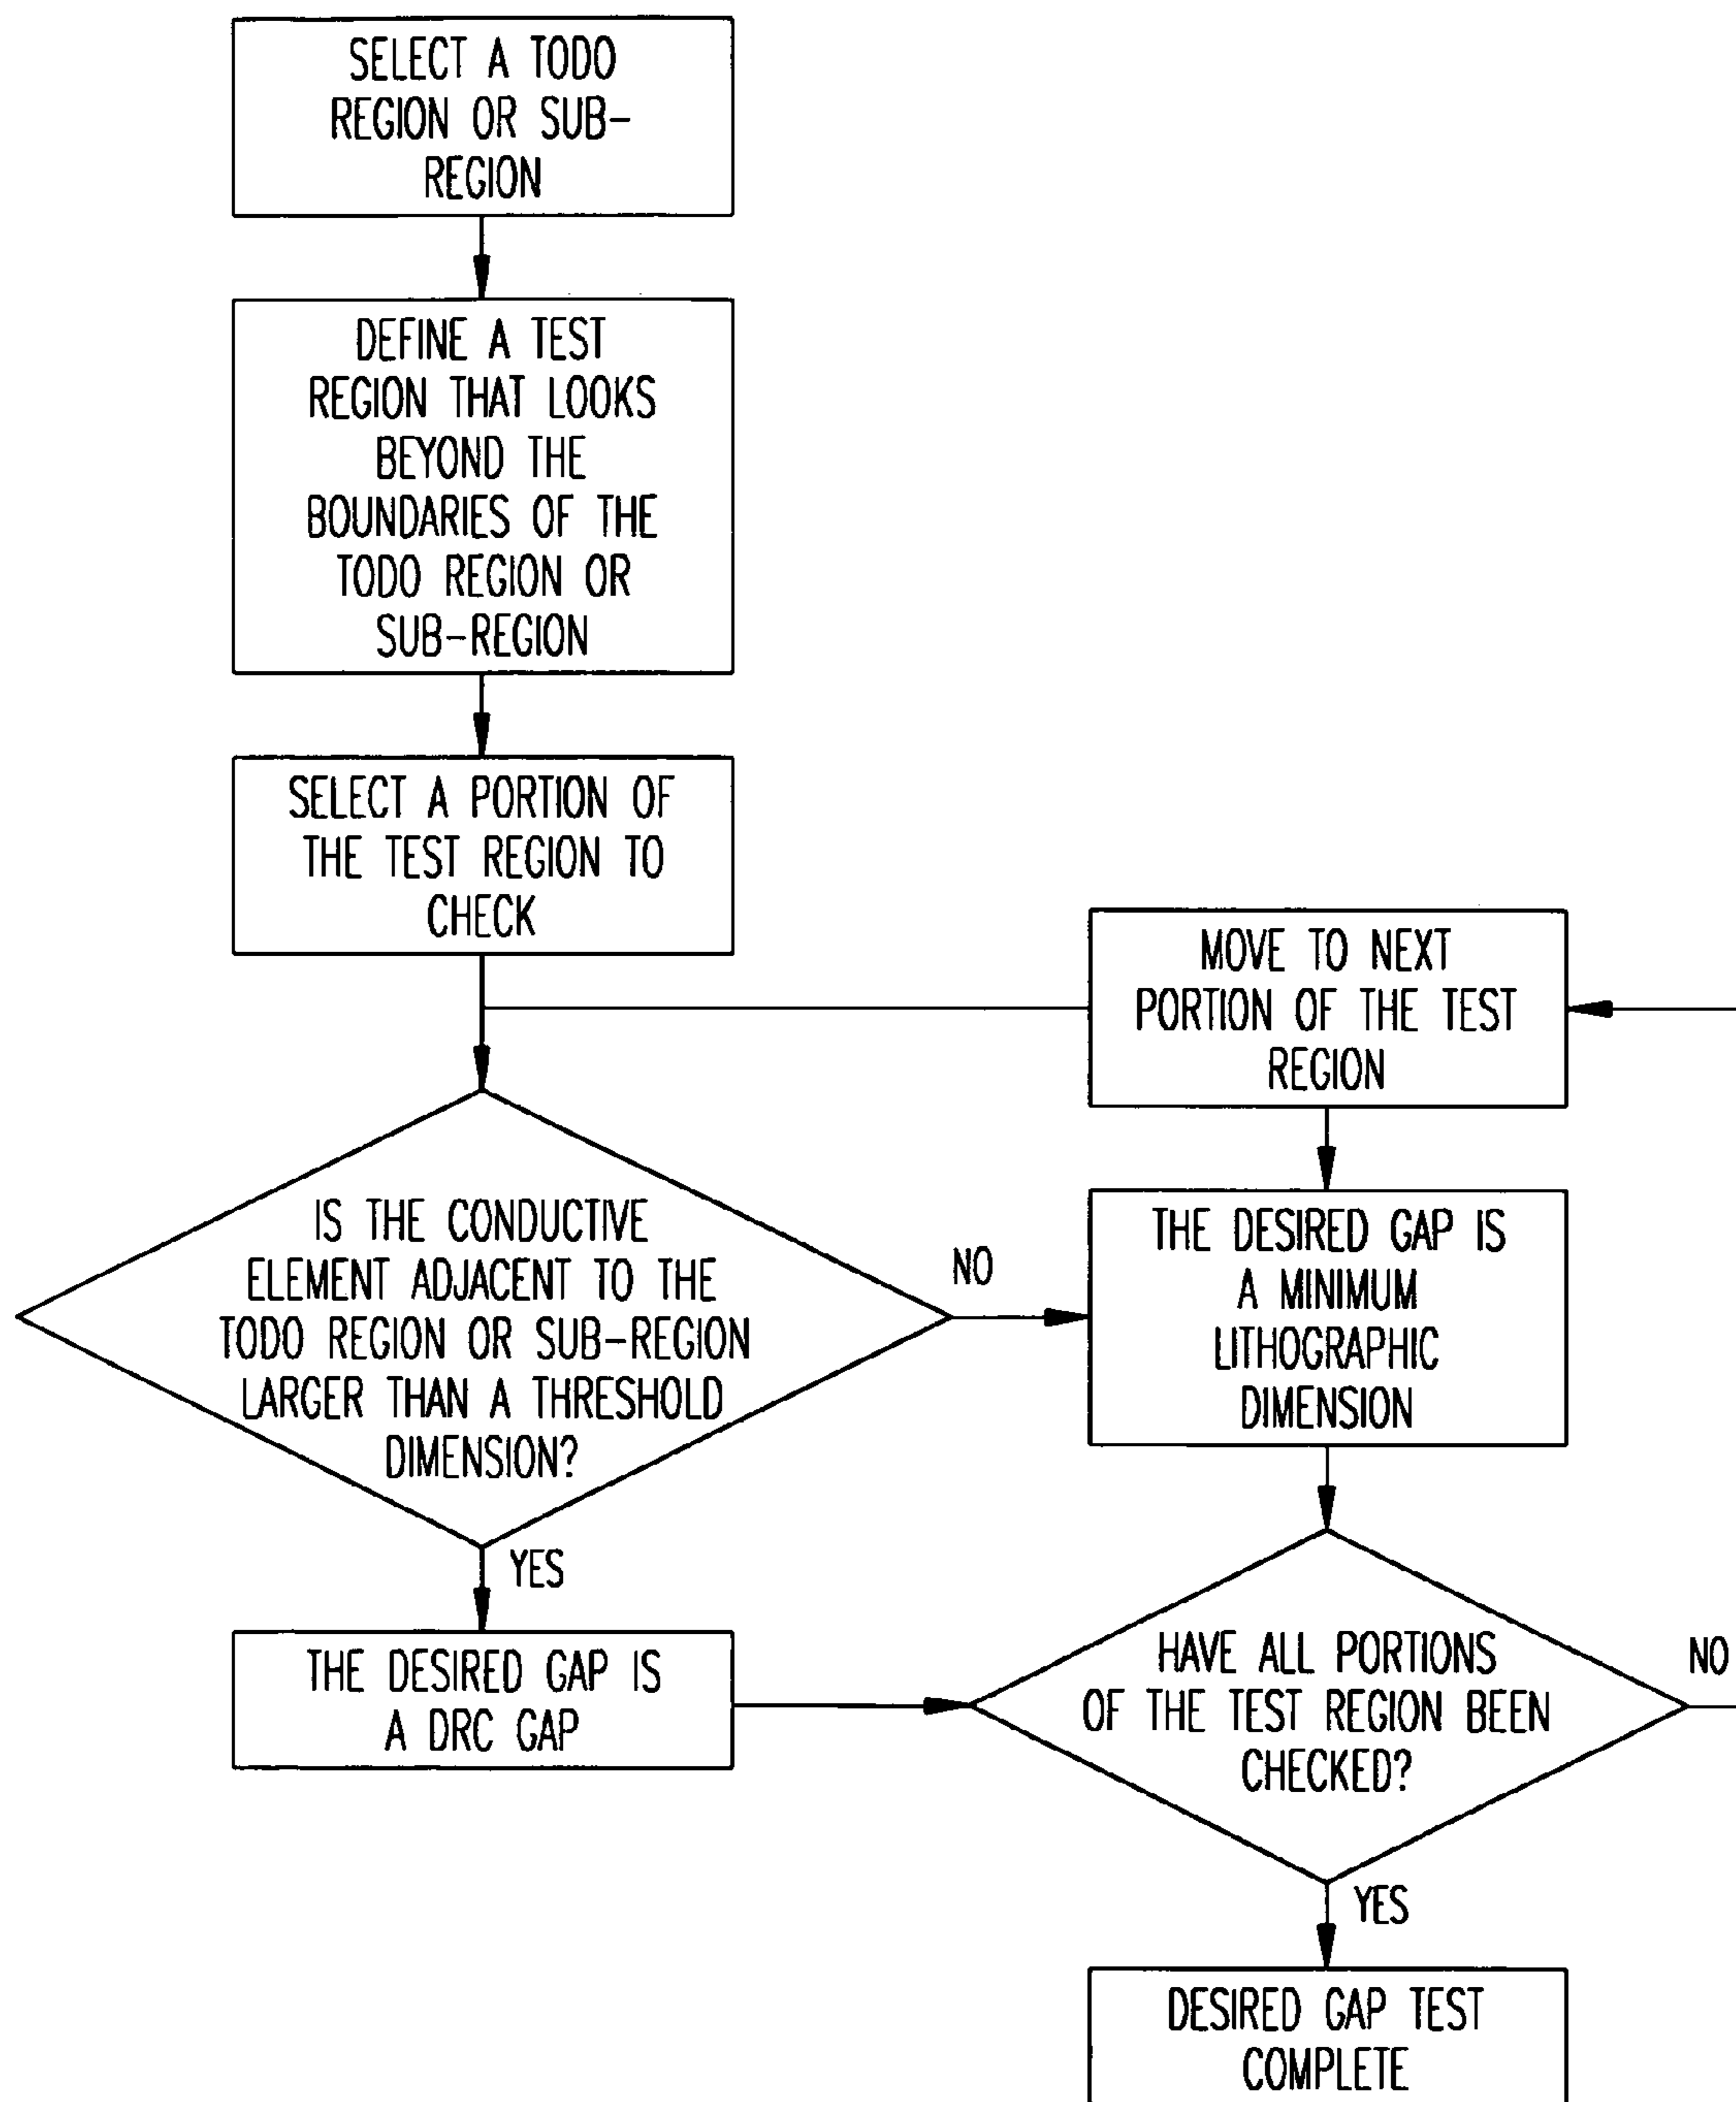 SELECT A TODO
REGION OR SUB-
REGION
DEFINE A TEST
REGION THAT LOOKS
BEYOND THE
BOUNDARIES OF THE
TODO REGION OR
SUB-REGION
SELECT A PORTION OF
THE TEST REGION TO
CHECK
MOVE TO NEXT
PORTION OF THE TEST
REGION
IS THE CONDUCTIVE
ELEMENT ADJACENT TO THE
TODO REGION OR SUB-REGION
LARGER THAN A THRESHOLD
DIMENSION?
NO
THE DESIRED GAP IS
A MINIMUM
LITHOGRAPHIC
DIMENSION
YES
THE DESIRED GAP IS
A DRC GAP
HAVE ALL PORTIONS
OF THE TEST REGION BEEN
CHECKED?
NO
YES
DESIRED GAP TEST
COMPLETE